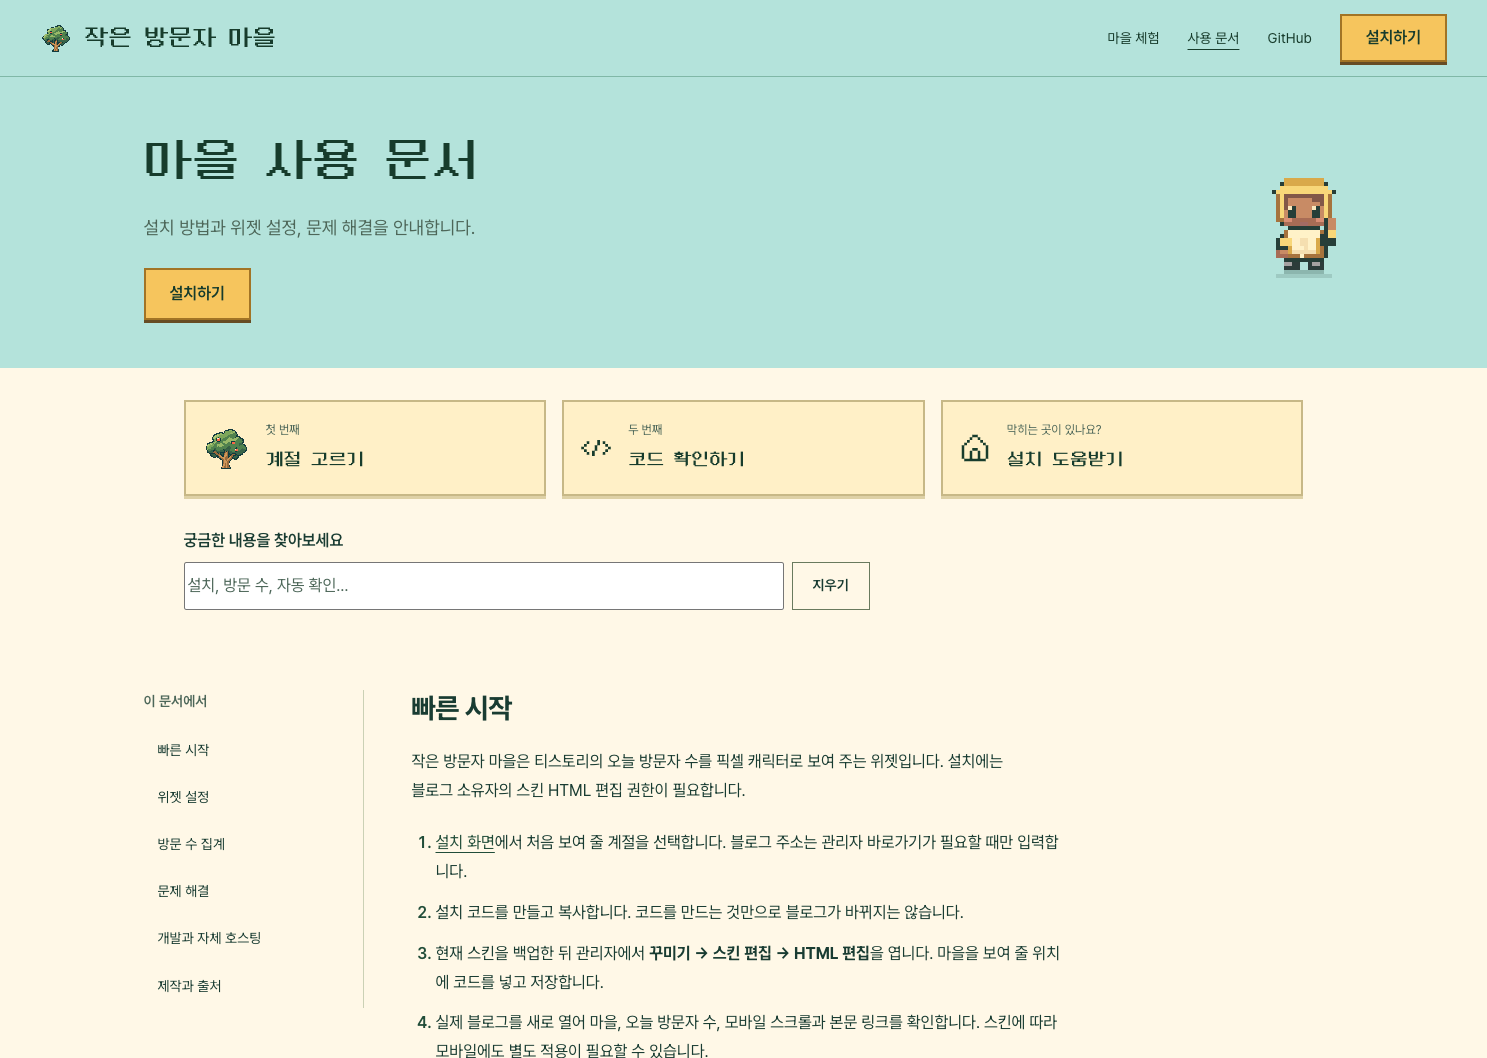 작은 방문자 마을
마을 체험
사용 문서
GitHub
설치하기
마을 사용 문서
설치 방법과 위젯 설정, 문제 해결을 안내합니다.
설치하기
첫 번째
계절 고르기
두 번째
코드 확인하기
막히는 곳이 있나요?
설치 도움받기
궁금한 내용을 찾아보세요
설치, 방문 수, 자동 확인...
지우기
이 문서에서
빠른 시작
위젯 설정
방문 수 집계
문제 해결
개발과 자체 호스팅
제작과 출처
빠른 시작
작은 방문자 마을은 티스토리의 오늘 방문자 수를 픽셀 캐릭터로 보여 주는 위젯입니다. 설치에는
블로그 소유자의 스킨 HTML 편집 권한이 필요합니다.
1. 설치 화면에서 처음 보여 줄 계절을 선택합니다. 블로그 주소는 관리자 바로가기가 필요할 때만 입력합
니다.
2. 설치 코드를 만들고 복사합니다. 코드를 만드는 것만으로 블로그가 바뀌지는 않습니다.
3. 현재 스킨을 백업한 뒤 관리자에서 꾸미기 → 스킨 편집 → HTML 편집을 엽니다. 마을을 보여 줄 위치
에 코드를 넣고 저장합니다.
4. 실제 블로그를 새로 열어 마을, 오늘 방문자 수, 모바일 스크롤과 본문 링크를 확인합니다. 스킨에 따라
모바일에도 별도 적용이 필요할 수 있습니다.